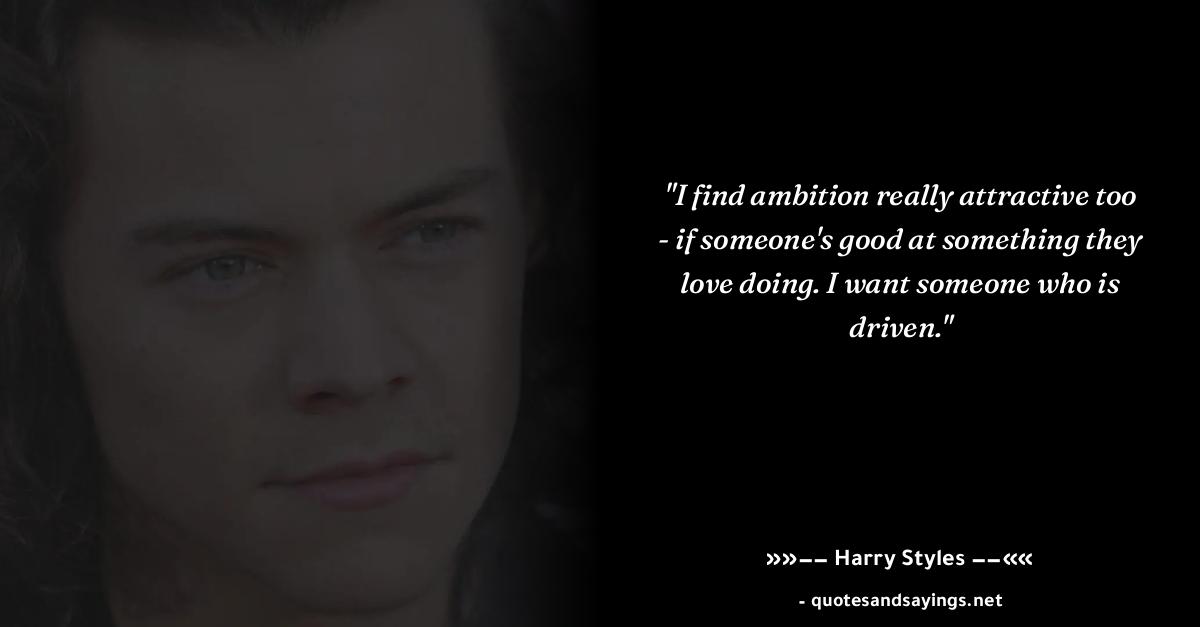 "I find ambition really attractive too
- if someone's good at something they
love doing. I want someone who is
driven."
»»−− Harry Styles −−««
- quotesandsayings.net